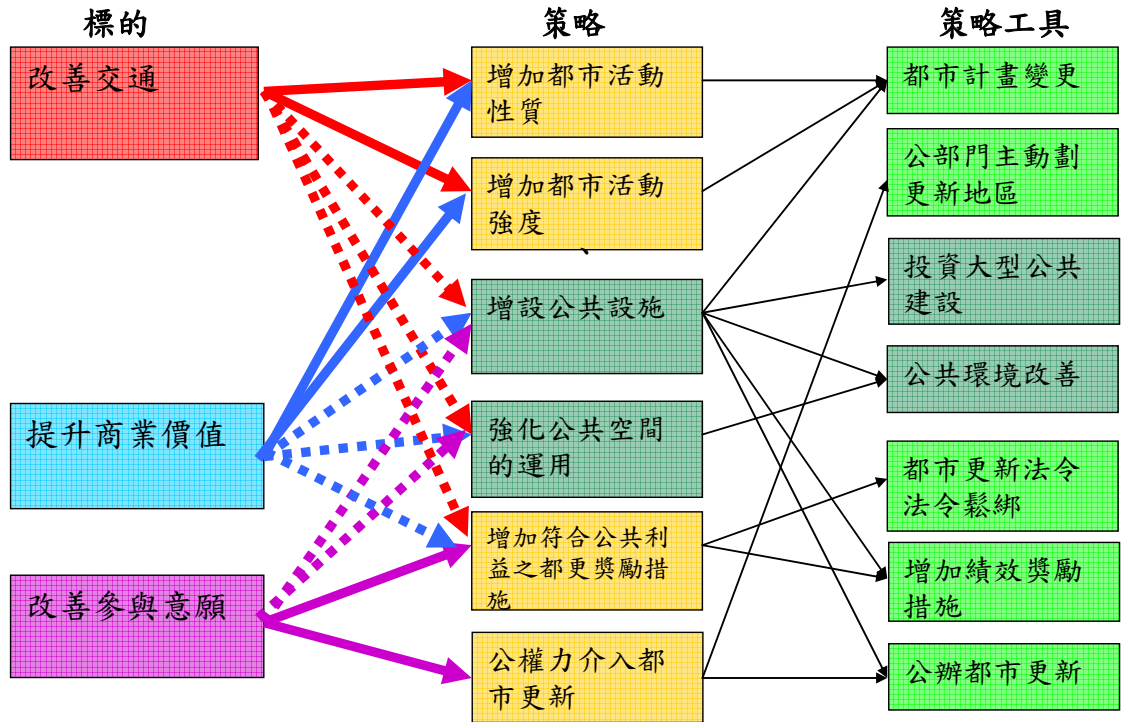 標的
改善交通
提升商業價值
改善參與意願
策略
增加都市活動
性質
增加都市活動
強度
、
增設公共設施
強化公共空間
的運用
增加符合公共利
益之都更獎勵措
施
公權力介入都
市更新
策略工具
都市計畫變更
公部門主動劃
更新地區
投資大型公共
建設
公共環境改善
都市更新法令
法令鬆綁
增加績效獎勵
措施
公辦都市更新